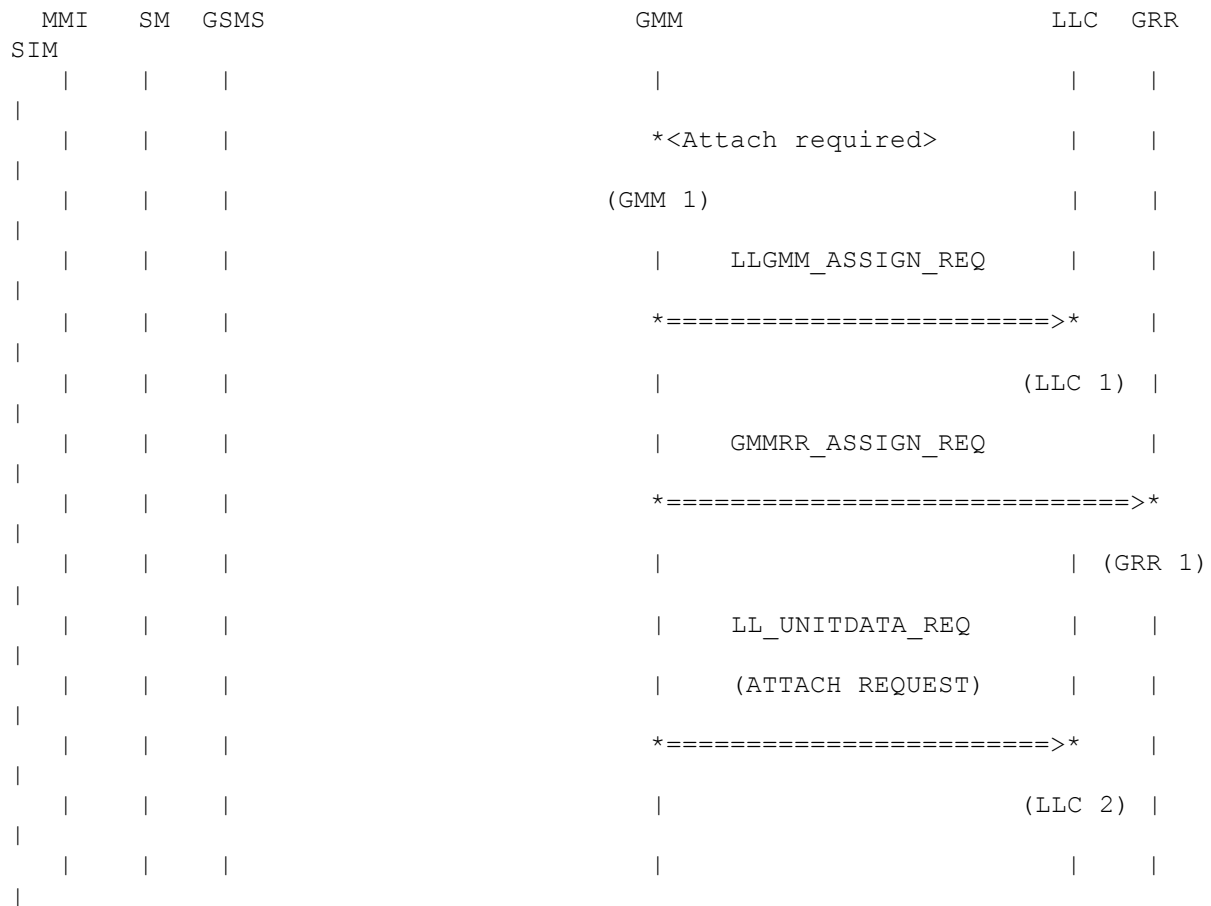 MMI   SM  GSMS                       GMM                       LLC  GRR
SIM
   |    |    |                          |                         |    |
|
   |    |    |                          *<Attach required>        |    |
|
   |    |    |                       (GMM 1)                      |    |
|
   |    |    |                          |    LLGMM_ASSIGN_REQ     |    |
|
   |    |    |                          *========================>*    |
|
   |    |    |                          |                      (LLC 1) |
|
   |    |    |                          |    GMMRR_ASSIGN_REQ          |
|
   |    |    |                          *=============================>*
|
   |    |    |                          |                         | (GRR 1)
|
   |    |    |                          |    LL_UNITDATA_REQ      |    |
|
   |    |    |                          |    (ATTACH REQUEST)     |    |
|
   |    |    |                          *========================>*    |
|
   |    |    |                          |                      (LLC 2) |
|
   |    |    |                          |                         |    |
|